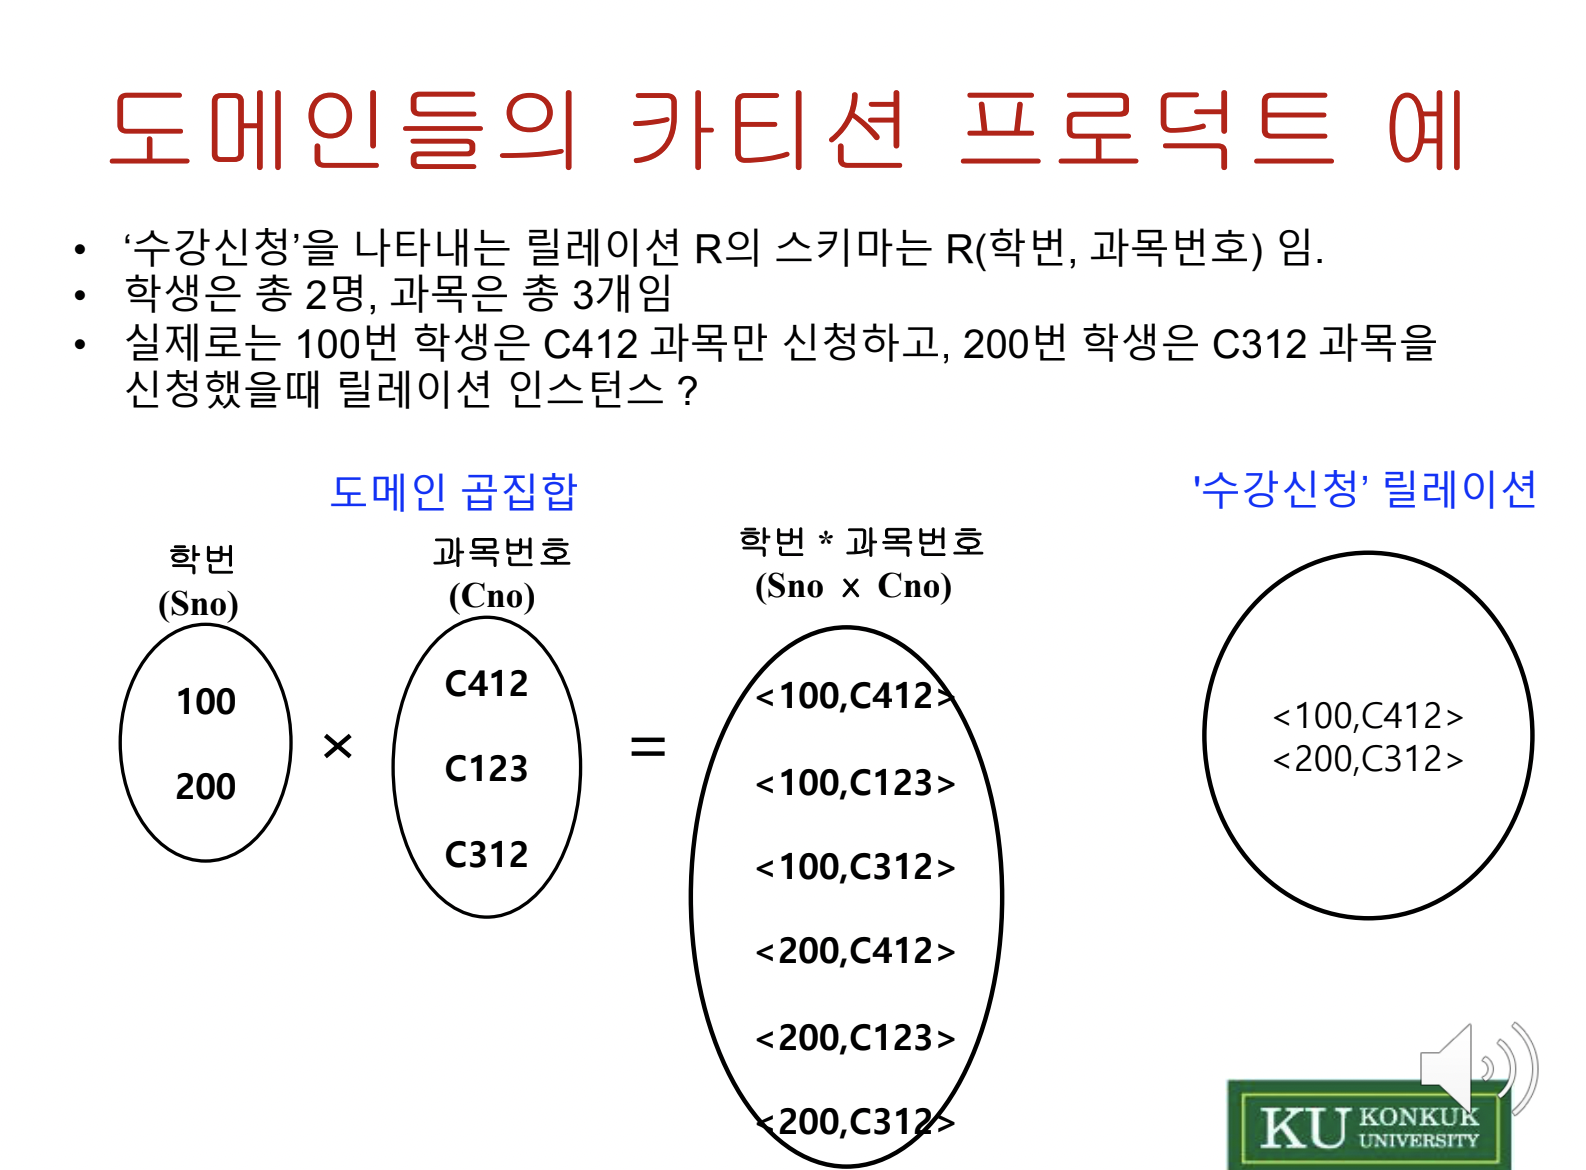 도메인들의 카티션 프로덕트 예
• ‘수강신청’을 나타내는 릴레이션 R의 스키마는 R(학번, 과목번호) 임.
• 학생은 총 2명, 과목은 총 3개임
• 실제로는 100번 학생은 C412 과목만 신청하고, 200번 학생은 C312 과목을
신청했을때 릴레이션 인스턴스 ?
도메인 곱집합
'수강신청’ 릴레이션
학번
(Sno)
과목번호
(Cno)
학번 * 과목번호
(Sno x Cno)
100
200
×
C412
C123
C312
=
<100,C412>
<100,C123>
<100,C312>
<200,C412>
<200,C123>
<200,C312>
<100,C412>
<200,C312>
KU KONKUK
UNIVERSITY